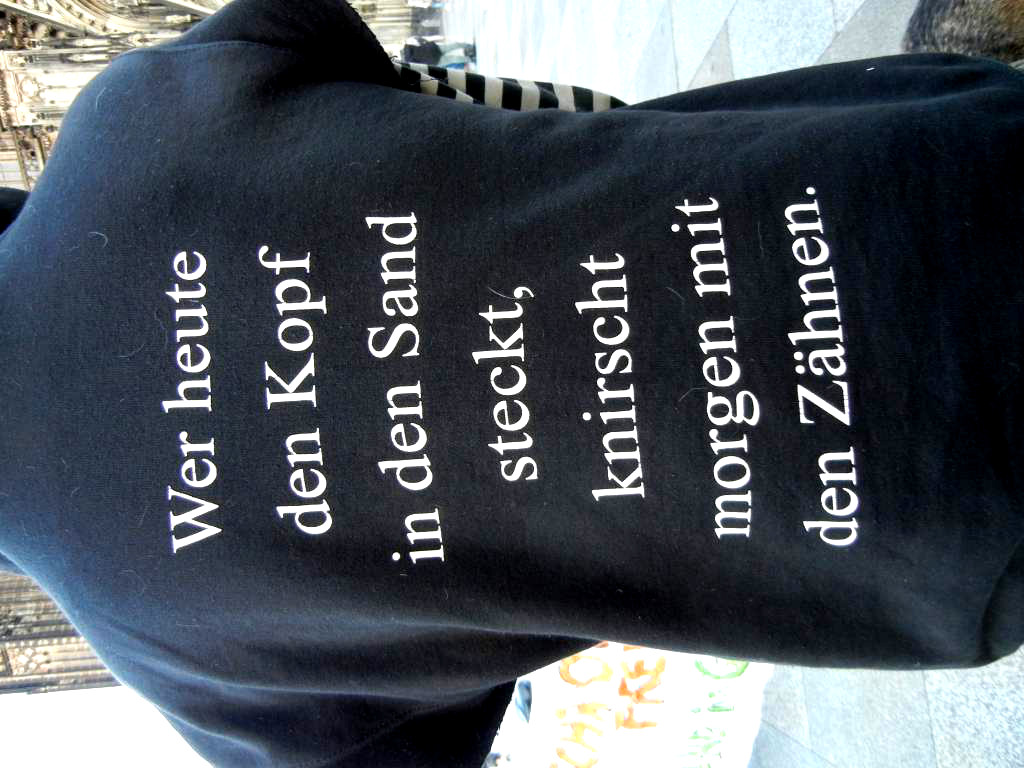 Wer heute
den Kopf
in den Sand
steckt,
knirscht
morgen mit
den Zähnen.